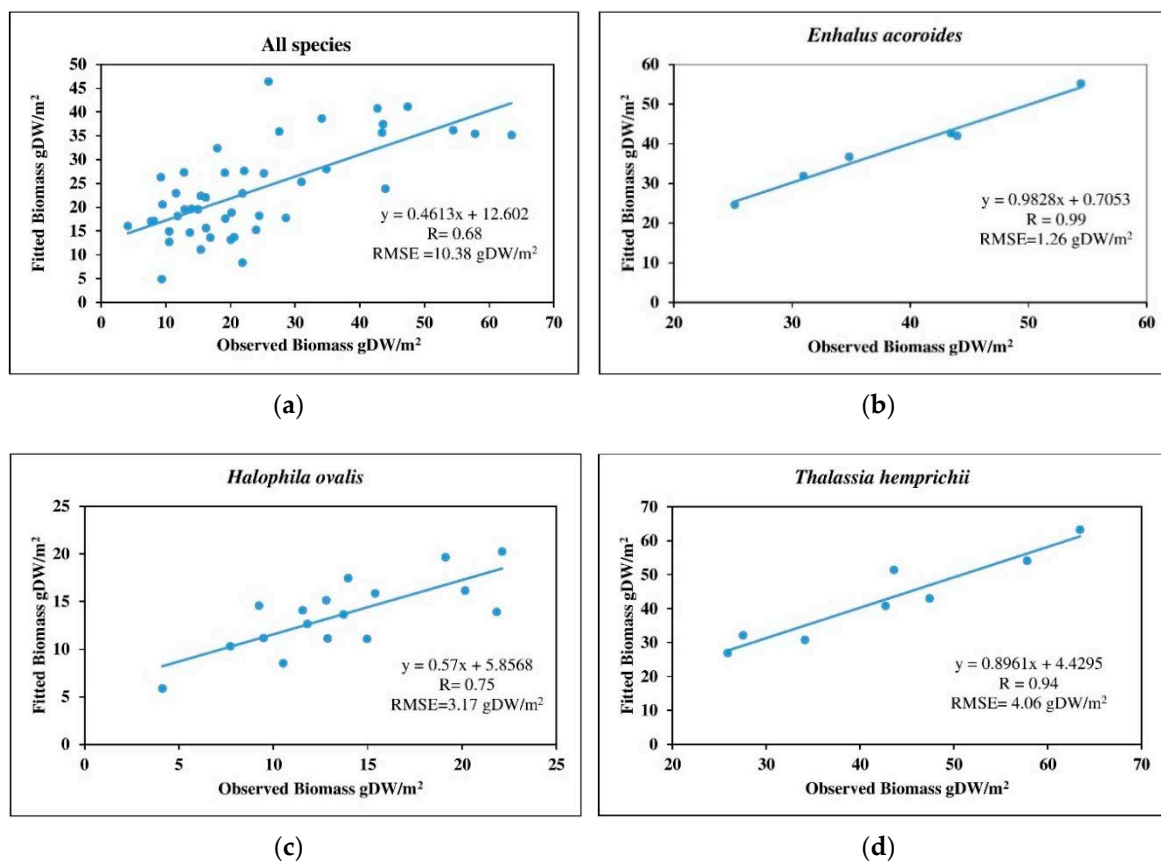 All species
Fitted Biomass gDW/m²
50
45
40
35
30
25
20
15
10
5
0
y = 0.4613x + 12.602
R= 0.68
RMSE =10.38 gDW/m²
0 10 20 30 40 50 60 70
Observed Biomass gDW/m²
(a)
Enhalus acoroides
Fitted Biomass gDW/m²
60
50
40
30
20
10
0
y = 0.9828x + 0.7053
R = 0.99
RMSE=1.26 gDW/m²
20 30 40 50 60
Observed Biomass gDW/m²
(b)
Halophila ovalis
Fitted Biomass gDW/m²
25
20
15
10
5
0
y = 0.57x + 5.8568
R= 0.75
RMSE=3.17 gDW/m²
0 5 10 15 20 25
Observed Biomass gDW/m²
(c)
Thalassia hemprichii
Fitted Biomass gDW/m²
70
60
50
40
30
20
10
0
y = 0.8961x + 4.4295
R = 0.94
RMSE= 4.06 gDW/m²
20 30 40 50 60 70
Observed Biomass gDW/m²
(d)